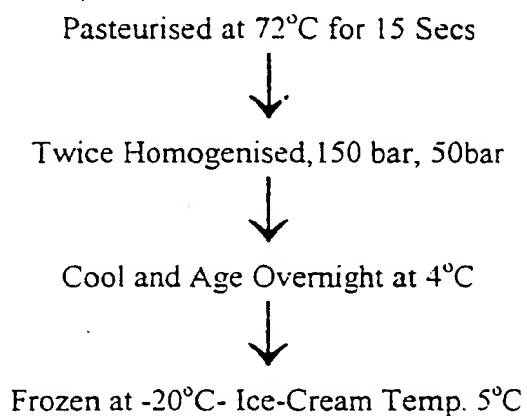 Pasteurised at 72°C for 15 Secs
Twice Homogenised,150 bar, 50bar
Cool and Age Overnight at 4°C
Frozen at -20°C- Ice-Cream Temp. 5°C